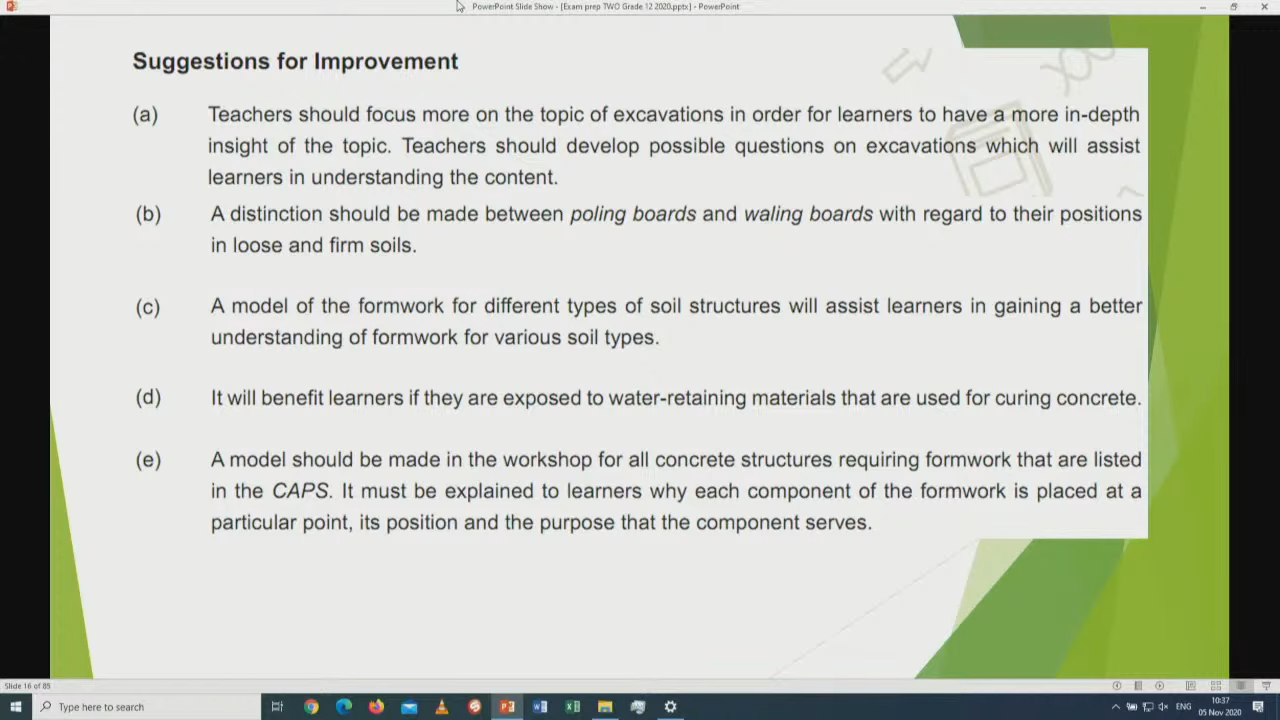 PowerPoint Slide Show - [Exam prep TWO Grade 12 2020.pptx] - PowerPoint
Suggestions for Improvement
(a) Teachers should focus more on the topic of excavations in order for learners to have a more in-depth
insight of the topic. Teachers should develop possible questions on excavations which will assist
learners in understanding the content.
(b) A distinction should be made between poling boards and waling boards with regard to their positions
in loose and firm soils.
(c) A model of the formwork for different types of soil structures will assist learners in gaining a better
understanding of formwork for various soil types.
(d) It will benefit learners if they are exposed to water-retaining materials that are used for curing concrete.
(e) A model should be made in the workshop for all concrete structures requiring formwork that are listed
in the CAPS. It must be explained to learners why each component of the formwork is placed at a
particular point, its position and the purpose that the component serves.
Slide 16 of 85
Type here to search
ENG
10:37
05 Nov 2020